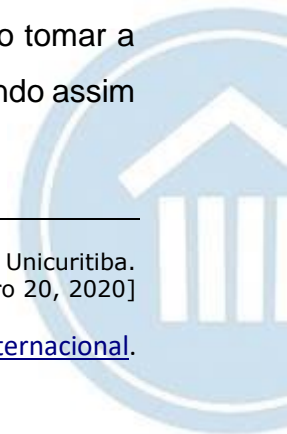 o tomar a
ndo assim
Unicuritiba.
ro 20, 2020]
ternacional.